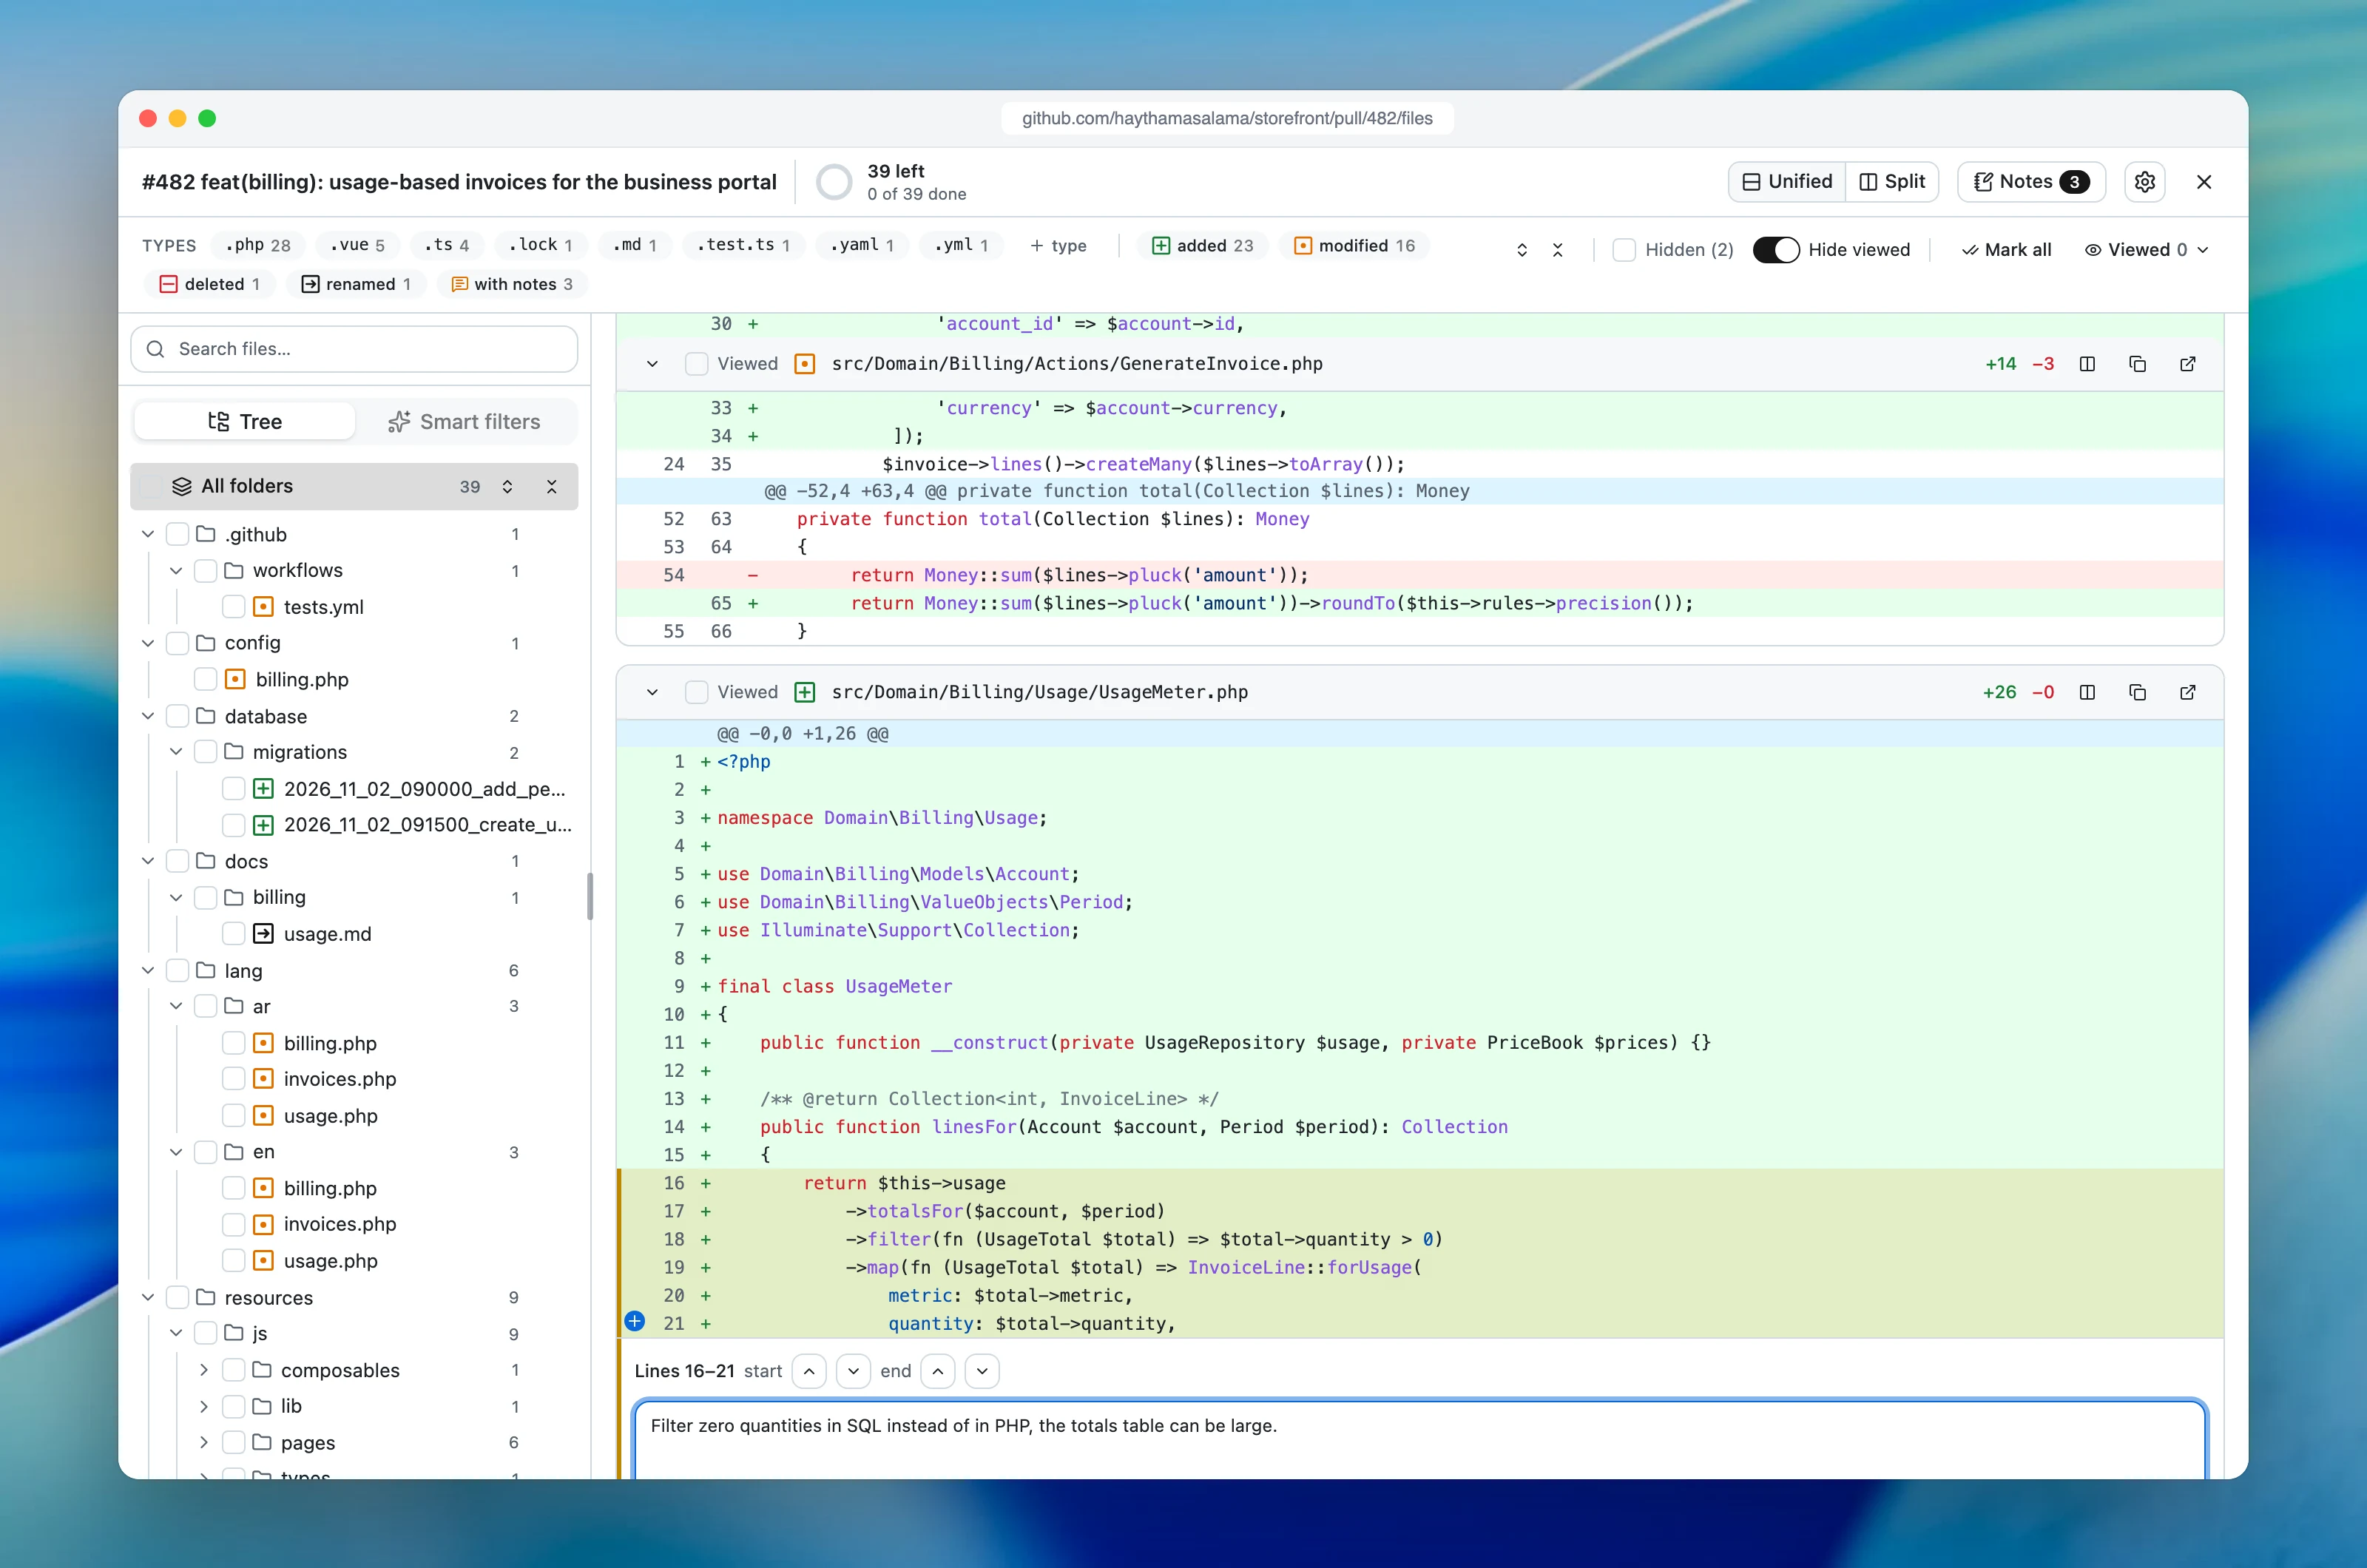 github.com/haythamasalama/storefront/pull/482/files
#482 feat(billing): usage-based invoices for the business portal
39 left
0 of 39 done
Unified
Split
Notes 3
TYPES .php 28 .vue 5 .ts 4 .lock 1 .md 1 .test.ts 1 .yaml 1 .yml 1 + type added 23 modified 16
Hidden (2) Hide viewed Mark all Viewed 0
deleted 1 renamed 1 with notes 3
Search files...
Tree
Smart filters
All folders 39
.github 1
workflows 1
tests.yml
config 1
billing.php
database 2
migrations 2
2026_11_02_090000_add_pe...
2026_11_02_091500_create_u...
docs 1
billing 1
usage.md
lang 6
ar 3
billing.php
invoices.php
usage.php
en 3
billing.php
invoices.php
usage.php
resources 9
js 9
composables 1
lib 1
pages 6
types 1
30 + 'account_id' => $account->id,
Viewed src/Domain/Billing/Actions/GenerateInvoice.php +14 −3
33 + 'currency' => $account->currency,
34 + ]);
24 35 $invoice->lines()->createMany($lines->toArray());
@@ -52,4 +63,4 @@ private function total(Collection $lines): Money
52 63 private function total(Collection $lines): Money
53 64 {
54 - return Money::sum($lines->pluck('amount'));
65 + return Money::sum($lines->pluck('amount'))->roundTo($this->rules->precision());
55 66 }
Viewed src/Domain/Billing/Usage/UsageMeter.php +26 −0
@@ -0,0 +1,26 @@
1 + <?php
2 +
3 + namespace Domain\Billing\Usage;
4 +
5 + use Domain\Billing\Models\Account;
6 + use Domain\Billing\ValueObjects\Period;
7 + use Illuminate\Support\Collection;
8 +
9 + final class UsageMeter
10 + {
11 + public function __construct(private UsageRepository $usage, private PriceBook $prices) {}
12 +
13 + /** @return Collection<int, InvoiceLine> */
14 + public function linesFor(Account $account, Period $period): Collection
15 + {
16 + return $this->usage
17 + ->totalsFor($account, $period)
18 + ->filter(fn (UsageTotal $total) => $total->quantity > 0)
19 + ->map(fn (UsageTotal $total) => InvoiceLine::forUsage(
20 + metric: $total->metric,
21 + quantity: $total->quantity,
Lines 16–21 start end
Filter zero quantities in SQL instead of in PHP, the totals table can be large.